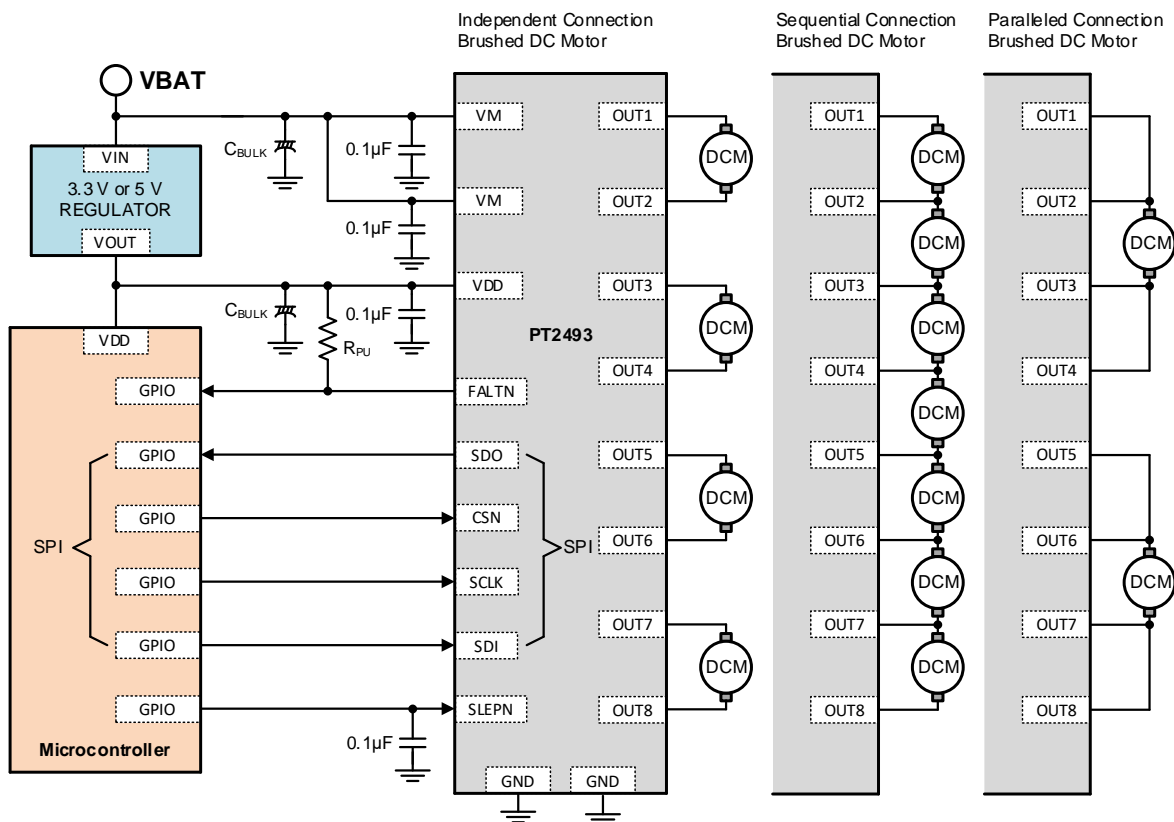 Independent Connection
Brushed DC Motor
Sequential Connection
Brushed DC Motor
Paralleled Connection
Brushed DC Motor
VBAT
VIN
3.3 V or 5 V
REGULATOR
VOUT
CBULK
0.1µF
0.1µF
CBULK
0.1µF
RPU
VDD
GPIO
GPIO
GPIO
GPIO
GPIO
GPIO
SPI
Microcontroller
0.1µF
VM
VM
VDD
FALTN
SDO
CSN
SCLK
SDI
SLEPN
SPI
PT2493
GND
GND
OUT1
OUT2
OUT3
OUT4
OUT5
OUT6
OUT7
OUT8
DCM
DCM
DCM
DCM
OUT1
OUT2
OUT3
OUT4
OUT5
OUT6
OUT7
OUT8
DCM
DCM
DCM
DCM
DCM
DCM
DCM
OUT1
OUT2
OUT3
OUT4
OUT5
OUT6
OUT7
OUT8
DCM
DCM